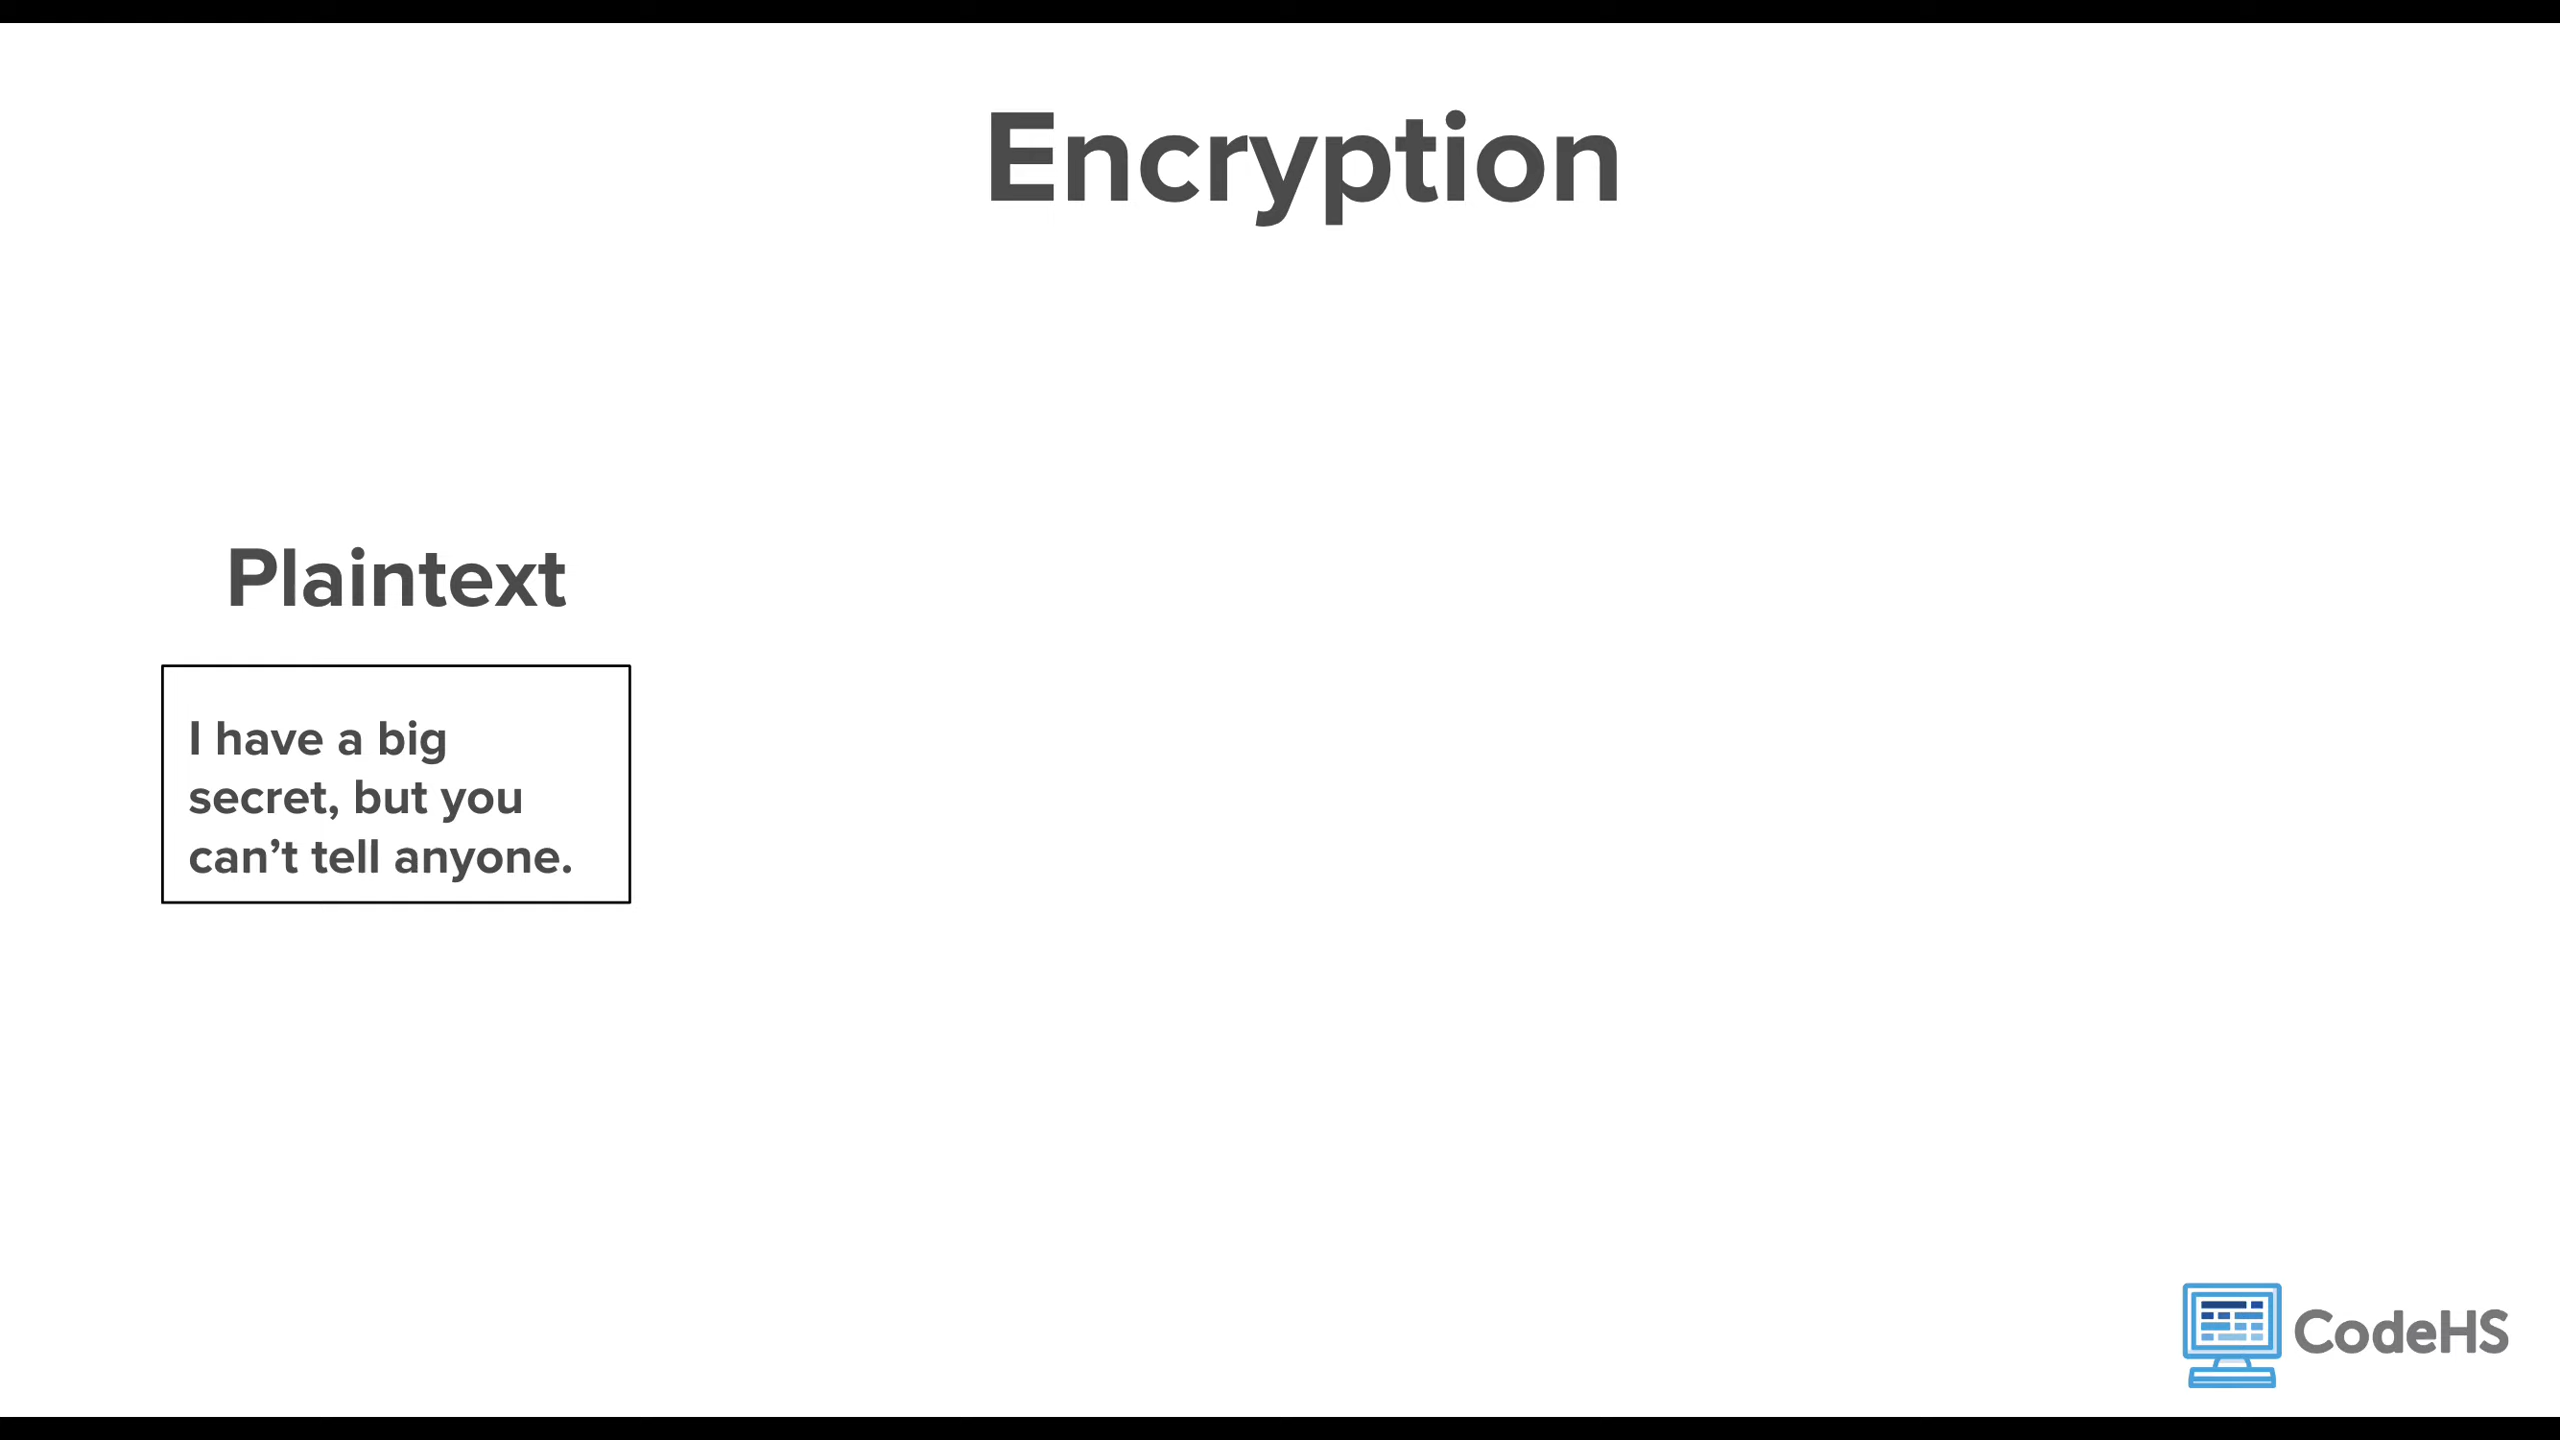 Encryption
Plaintext
I have a big
secret, but you
can’t tell anyone.
CodeHS